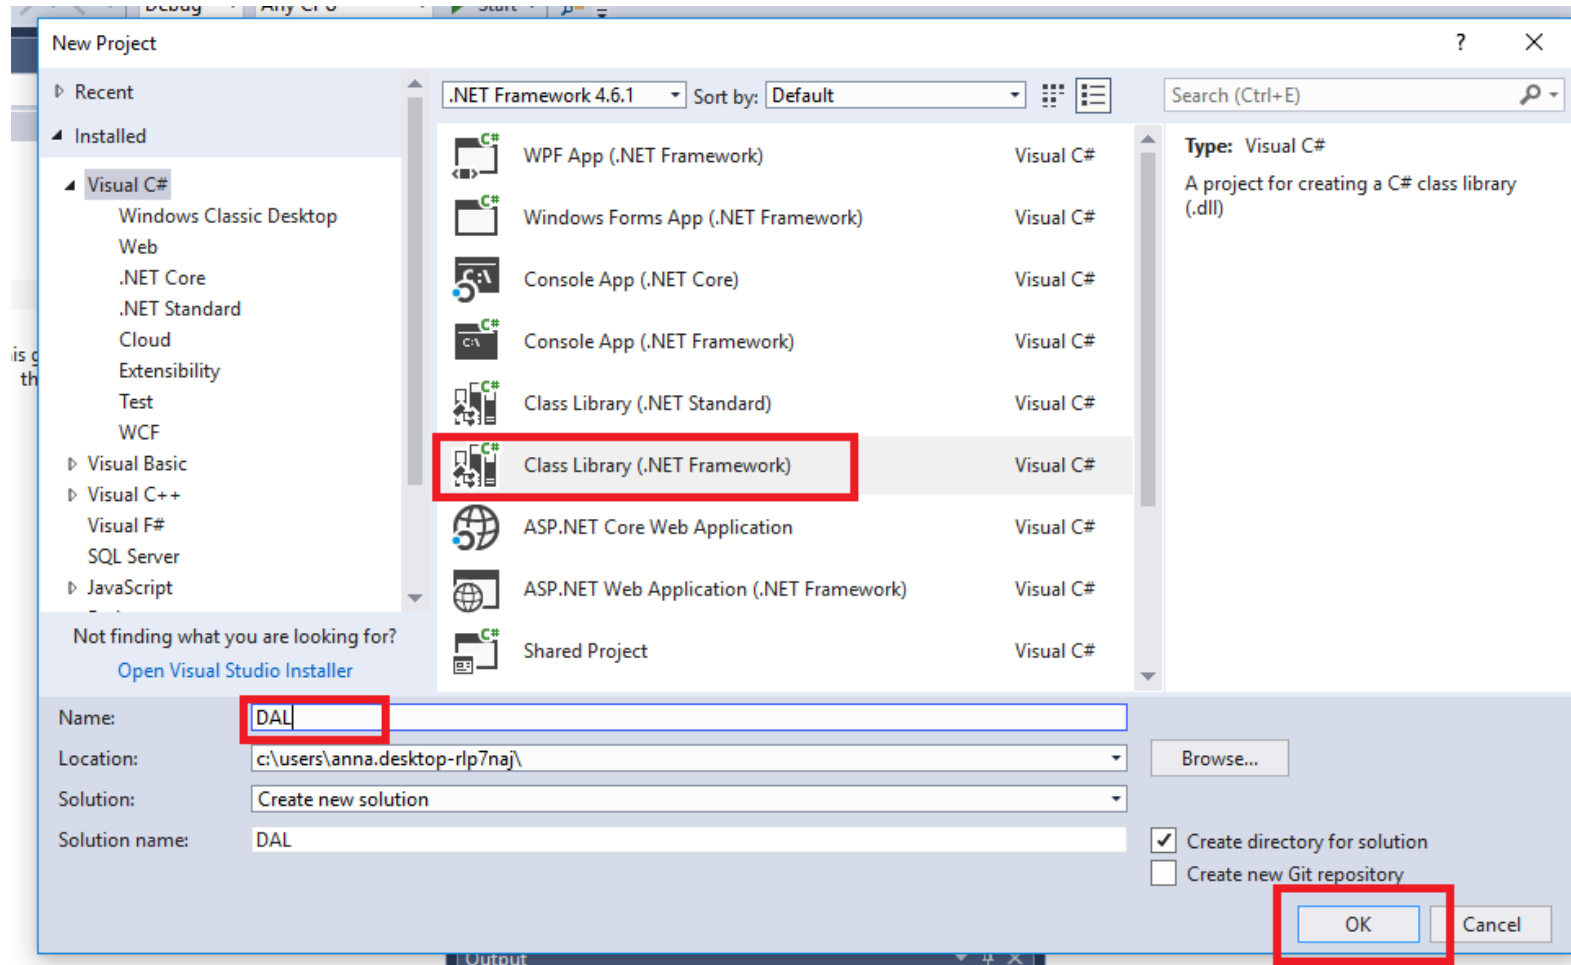 Debug Any CPU Start
New Project ?
Recent
Installed
Visual C#
Windows Classic Desktop
Web
.NET Core
.NET Standard
Cloud
Extensibility
Test
WCF
Visual Basic
Visual C++
Visual F#
SQL Server
JavaScript
Not finding what you are looking for?
Open Visual Studio Installer
.NET Framework 4.6.1 Sort by: Default
WPF App (.NET Framework) Visual C#
Windows Forms App (.NET Framework) Visual C#
Console App (.NET Core) Visual C#
Console App (.NET Framework) Visual C#
Class Library (.NET Standard) Visual C#
Class Library (.NET Framework) Visual C#
ASP.NET Core Web Application Visual C#
ASP.NET Web Application (.NET Framework) Visual C#
Shared Project Visual C#
Search (Ctrl+E)
Type: Visual C#
A project for creating a C# class library
(.dll)
Name: DAL
Location: c:\users\anna.desktop-rlp7naj\
Browse...
Solution: Create new solution
Solution name: DAL
Create directory for solution
Create new Git repository
OK Cancel
Output